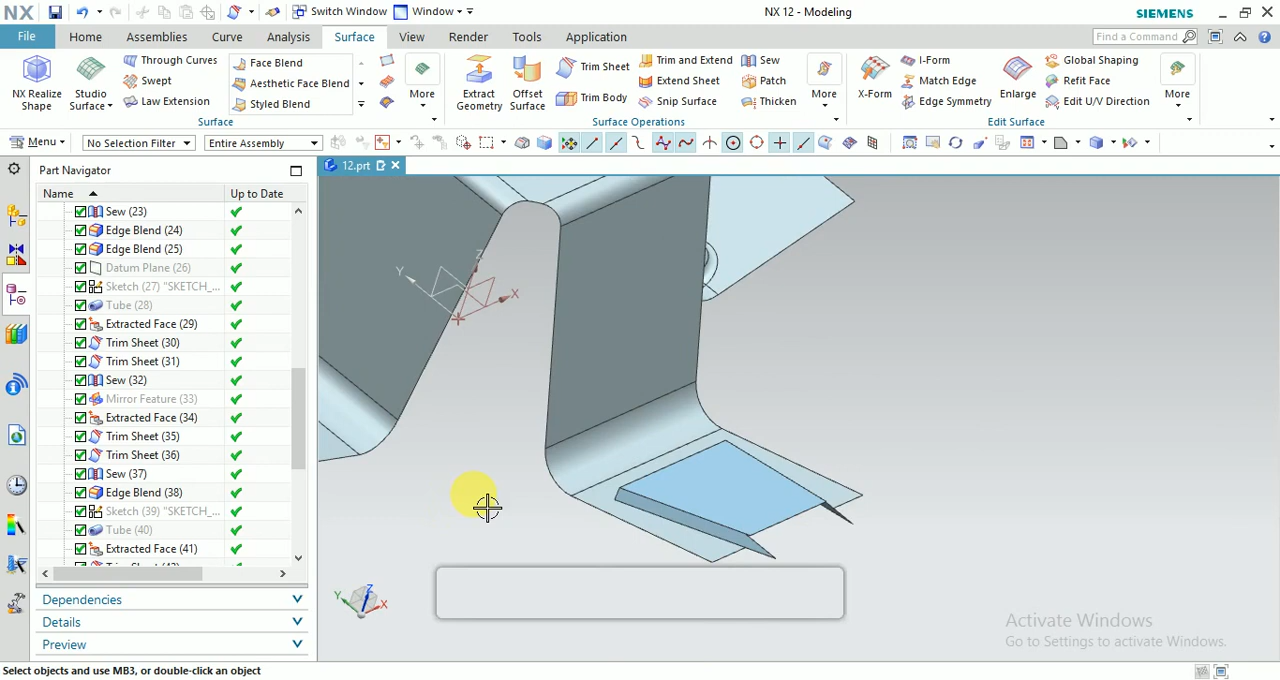 NX
Switch Window
Window
NX 12 - Modeling
SIEMENS
File
Home
Assemblies
Curve
Analysis
Surface
View
Render
Tools
Application
Find a Command
NX Realize Shape
Studio Surface
Through Curves
Swept
Law Extension
Face Blend
Aesthetic Face Blend
Styled Blend
More
Surface
Extract Geometry
Offset Surface
Trim Sheet
Trim Body
Trim and Extend
Extend Sheet
Snip Surface
Sew
Patch
Thicken
More
Surface Operations
X-Form
I-Form
Match Edge
Edge Symmetry
Enlarge
Global Shaping
Refit Face
Edit U/V Direction
More
Edit Surface
Menu
No Selection Filter
Entire Assembly
Part Navigator
12.prt
Name
Up to Date
Sew (23)
Edge Blend (24)
Edge Blend (25)
Datum Plane (26)
Sketch (27) "SKETCH_...
Tube (28)
Extracted Face (29)
Trim Sheet (30)
Trim Sheet (31)
Sew (32)
Mirror Feature (33)
Extracted Face (34)
Trim Sheet (35)
Trim Sheet (36)
Sew (37)
Edge Blend (38)
Sketch (39) "SKETCH_...
Tube (40)
Extracted Face (41)
Dependencies
Details
Preview
Z
Y
X
Z
Y
X
Activate Windows
Go to Settings to activate Windows.
Select objects and use MB3, or double-click an object